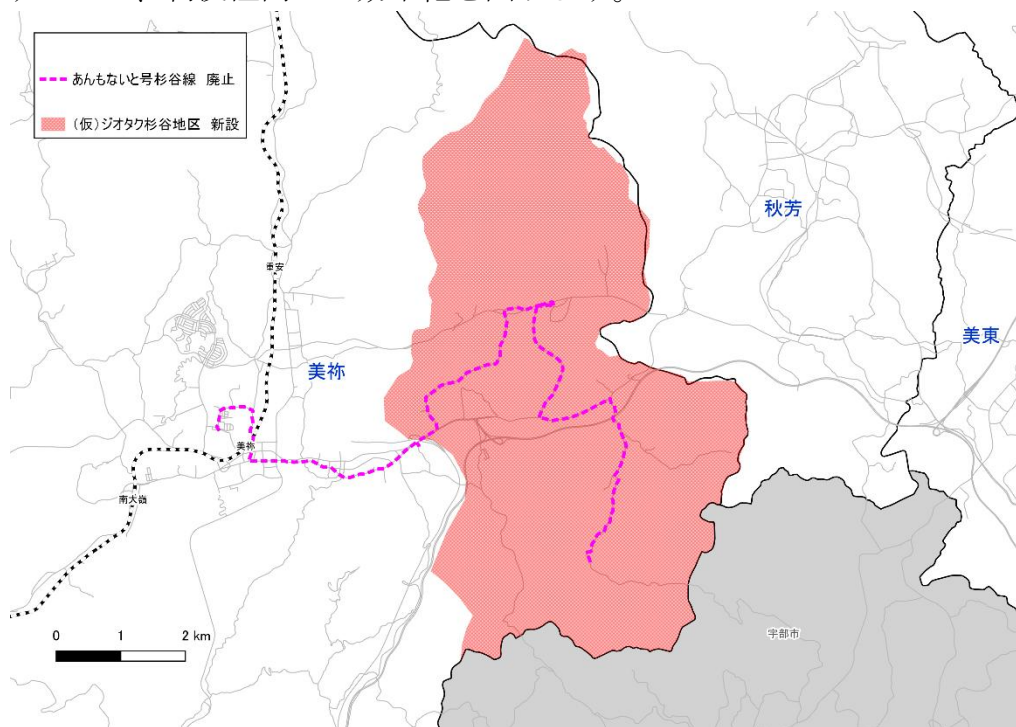 あんもないと号杉谷線 廃止
(仮)ジオタク杉谷地区 新設
秋芳
重安
美東
美祢
美祢
南大嶺
宇部市
0 1 2 km